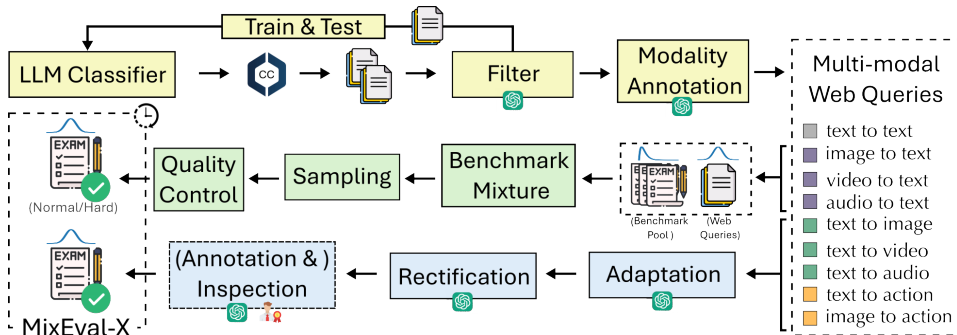 Train & Test
LLM Classifier
CC
Filter
Modality
Annotation
Multi-modal
Web Queries
text to text
image to text
video to text
audio to text
text to image
text to video
text to audio
text to action
image to action
EXAM
(Normal/Hard)
Quality
Control
Sampling
Benchmark
Mixture
EXAM
(Benchmark
Pool )
(Web
Queries)
EXAM
MixEval-X
(Annotation & )
Inspection
Rectification
Adaptation